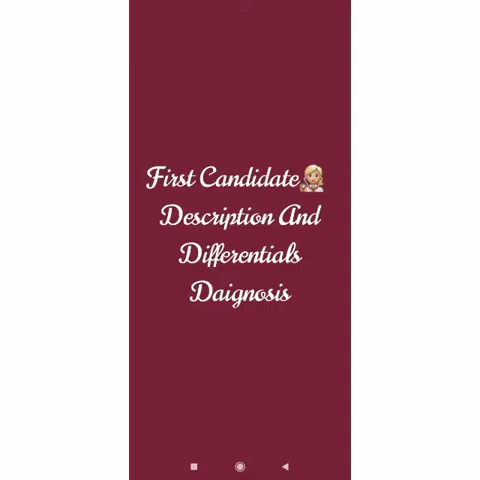 First Candidate👩🏼‍⚕️
Description And
Differentials
Daignosis